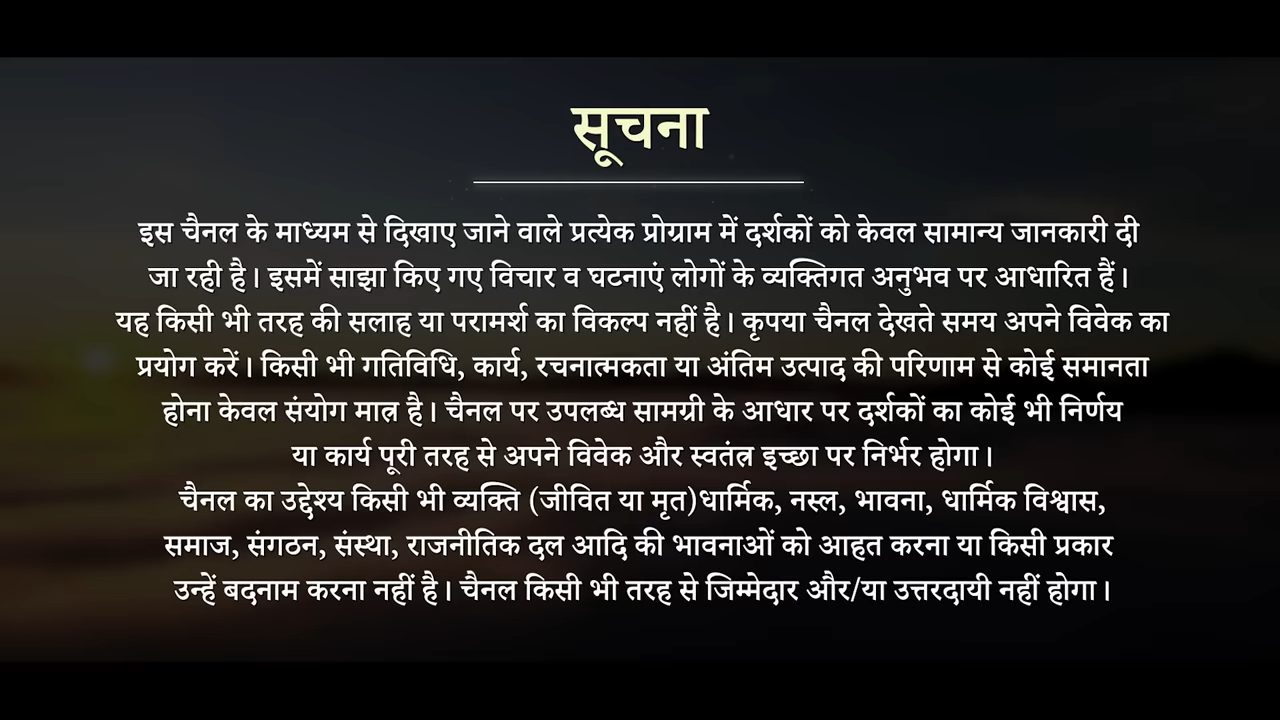 सूचना
इस चैनल के माध्यम से दिखाए जाने वाले प्रत्येक प्रोग्राम में दर्शकों को केवल सामान्य जानकारी दी
जा रही है। इसमें साझा किए गए विचार व घटनाएं लोगों के व्यक्तिगत अनुभव पर आधारित हैं।
यह किसी भी तरह की सलाह या परामर्श का विकल्प नहीं है। कृपया चैनल देखते समय अपने विवेक का
प्रयोग करें। किसी भी गतिविधि, कार्य, रचनात्मकता या अंतिम उत्पाद की परिणाम से कोई समानता
होना केवल संयोग मात्र है। चैनल पर उपलब्ध सामग्री के आधार पर दर्शकों का कोई भी निर्णय
या कार्य पूरी तरह से अपने विवेक और स्वतंत्र इच्छा पर निर्भर होगा।
चैनल का उद्देश्य किसी भी व्यक्ति (जीवित या मृत)धार्मिक, नस्ल, भावना, धार्मिक विश्वास,
समाज, संगठन, संस्था, राजनीतिक दल आदि की भावनाओं को आहत करना या किसी प्रकार
उन्हें बदनाम करना नहीं है। चैनल किसी भी तरह से जिम्मेदार और/या उत्तरदायी नहीं होगा।